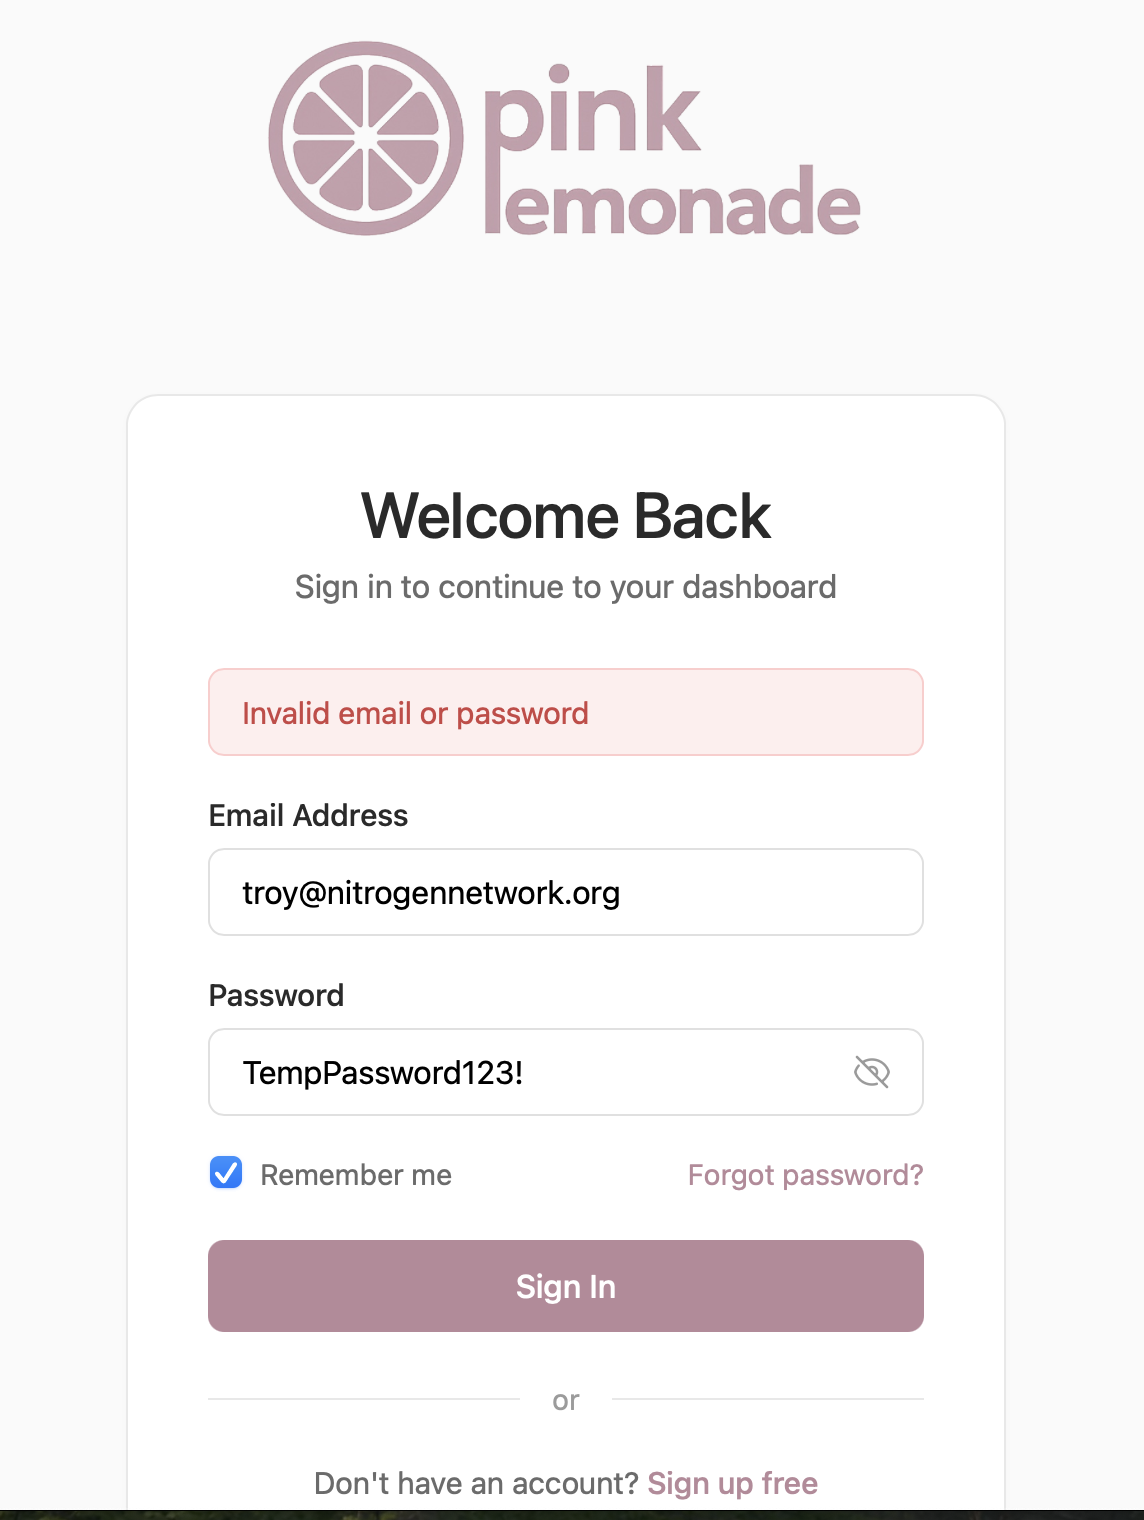 pink
lemonade
Welcome Back
Sign in to continue to your dashboard
Invalid email or password
Email Address
troy@nitrogennetwork.org
Password
TempPassword123!
Remember me
Forgot password?
Sign In
or
Don't have an account? Sign up free